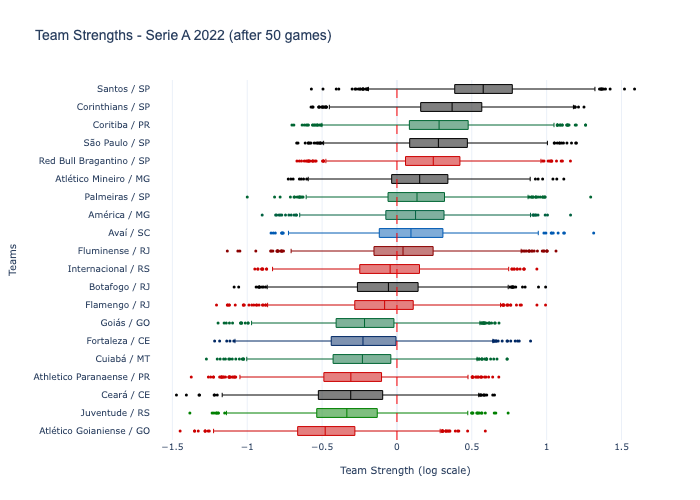 Team Strengths - Serie A 2022 (after 50 games)
Santos / SP
Corinthians / SP
Coritiba / PR
São Paulo / SP
Red Bull Bragantino / SP
Atlético Mineiro / MG
Palmeiras / SP
América / MG
Avaí / SC
Fluminense / RJ
Internacional / RS
Botafogo / RJ
Flamengo / RJ
Goiás / GO
Fortaleza / CE
Cuiabá / MT
Athletico Paranaense / PR
Ceará / CE
Juventude / RS
Atlético Goianiense / GO
Teams
−1.5 −1 −0.5 0 0.5 1 1.5
Team Strength (log scale)